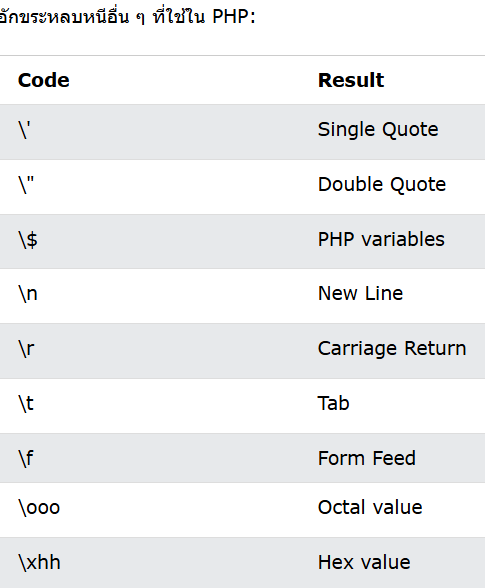 อักขระหลบหนีอื่น ๆ ที่ใช้ใน PHP:
Code Result
\' Single Quote
\" Double Quote
\$ PHP variables
\n New Line
\r Carriage Return
\t Tab
\f Form Feed
\ooo Octal value
\xhh Hex value